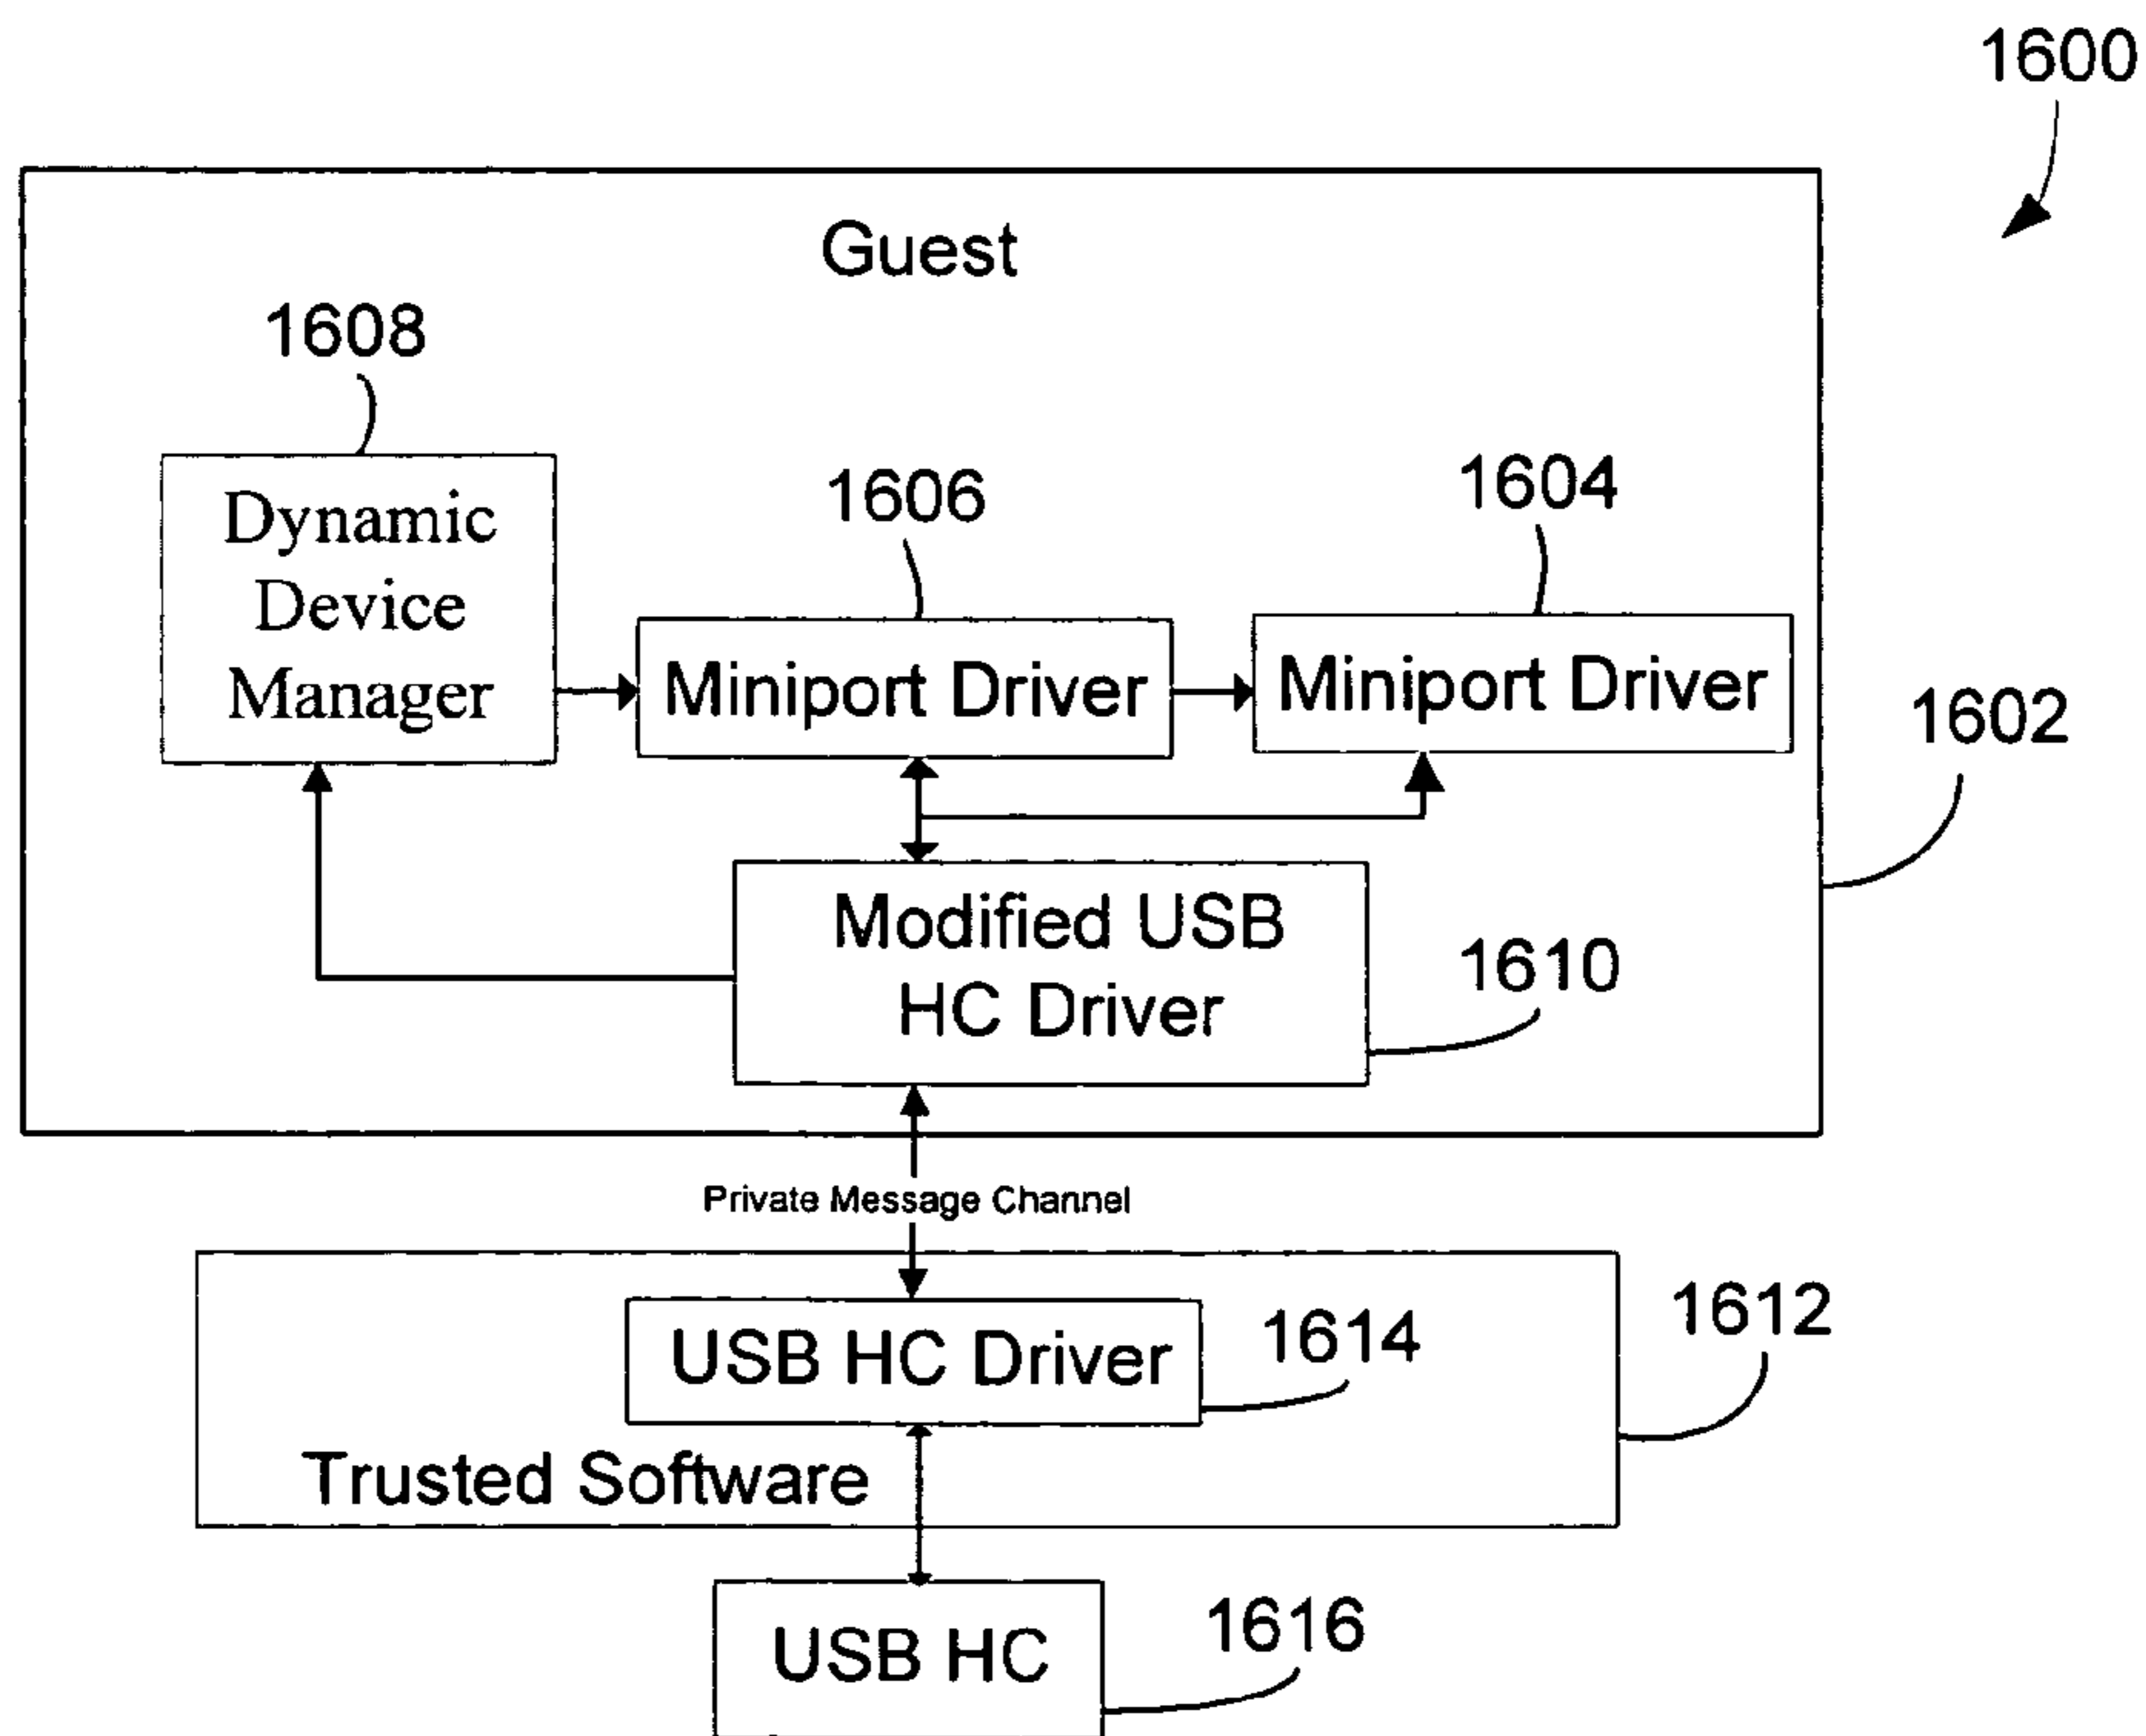 1600
Guest
1608
Dynamic
Device
Manager
1606
Miniport Driver
1604
Miniport Driver
1602
Modified USB
HC Driver
1610
Private Message Channel
1612
USB HC Driver
1614
Trusted Software
USB HC
1616